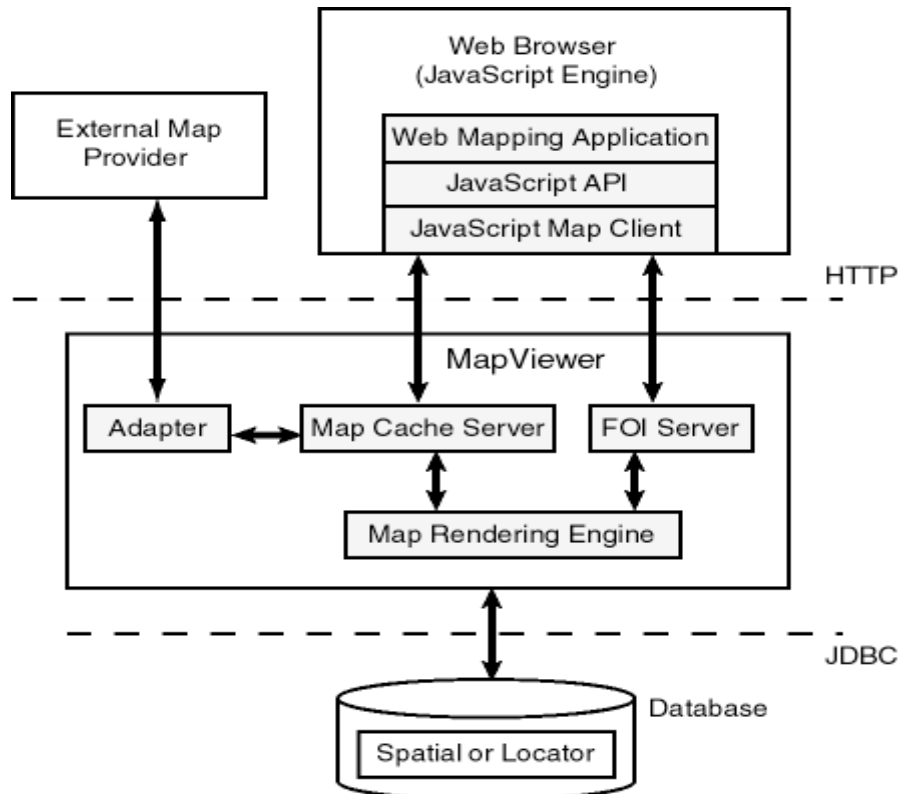 Web Browser
(JavaScript Engine)
External Map
Provider
Web Mapping Application
JavaScript API
JavaScript Map Client
HTTP
MapViewer
Adapter
Map Cache Server
FOI Server
Map Rendering Engine
JDBC
Database
Spatial or Locator